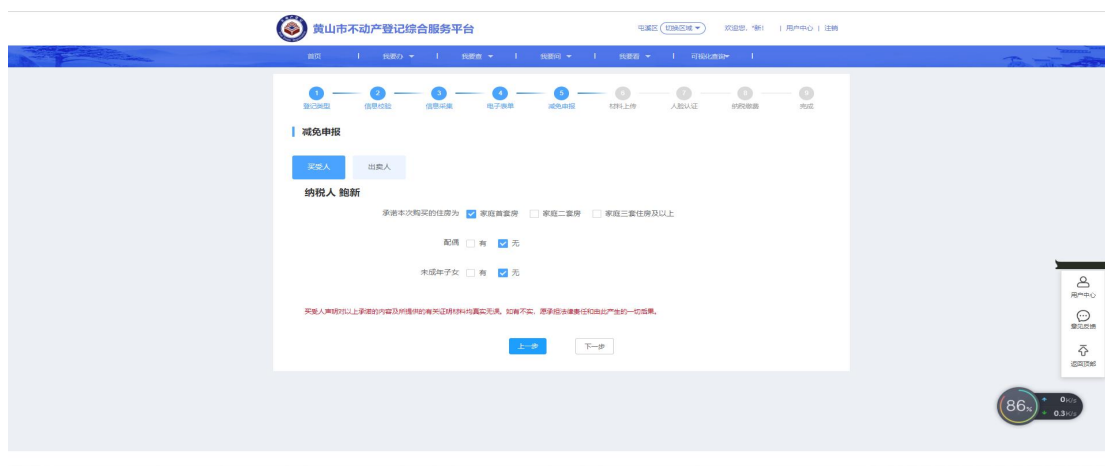 黄山市不动产登记综合服务平台
屯溪区 切换区域 欢迎您, *新! | 用户中心 | 注销
首页 | 我要办 | 我要查 | 我要问 | 我要看 | 可视化查询 |
1 2 3 4 5 6 7 8 9
登记类型 信息校验 信息采集 电子表单 减免申报 材料上传 人脸认证 纳税缴费 完成
减免申报
买受人 出卖人
纳税人 鲍新
承诺本次购买的住房为 家庭首套房 家庭二套房 家庭三套住房及以上
配偶 有 无
未成年子女 有 无
买受人声明对以上承诺的内容及所提供的有关证明材料均真实无误, 如有不实, 愿承担法律责任和由此产生的一切后果。
上一步 下一步
用户中心
意见反馈
返回顶部
86%
0K/s
0.3K/s